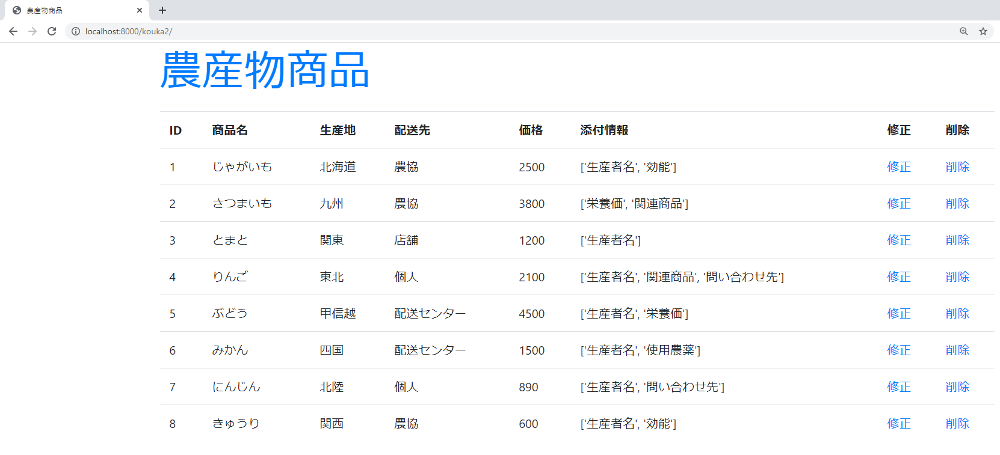 農産物商品
localhost:8000/kouka2/
農産物商品
ID 商品名 生産地 配送先 価格 添付情報 修正 削除
1 じゃがいも 北海道 農協 2500 ['生産者名', '効能'] 修正 削除
2 さつまいも 九州 農協 3800 ['栄養価', '関連商品'] 修正 削除
3 とまと 関東 店舗 1200 ['生産者名'] 修正 削除
4 りんご 東北 個人 2100 ['生産者名', '関連商品', '問い合わせ先'] 修正 削除
5 ぶどう 甲信越 配送センター 4500 ['生産者名', '栄養価'] 修正 削除
6 みかん 四国 配送センター 1500 ['生産者名', '使用農薬'] 修正 削除
7 にんじん 北陸 個人 890 ['生産者名', '問い合わせ先'] 修正 削除
8 きゅうり 関西 農協 600 ['生産者名', '効能'] 修正 削除